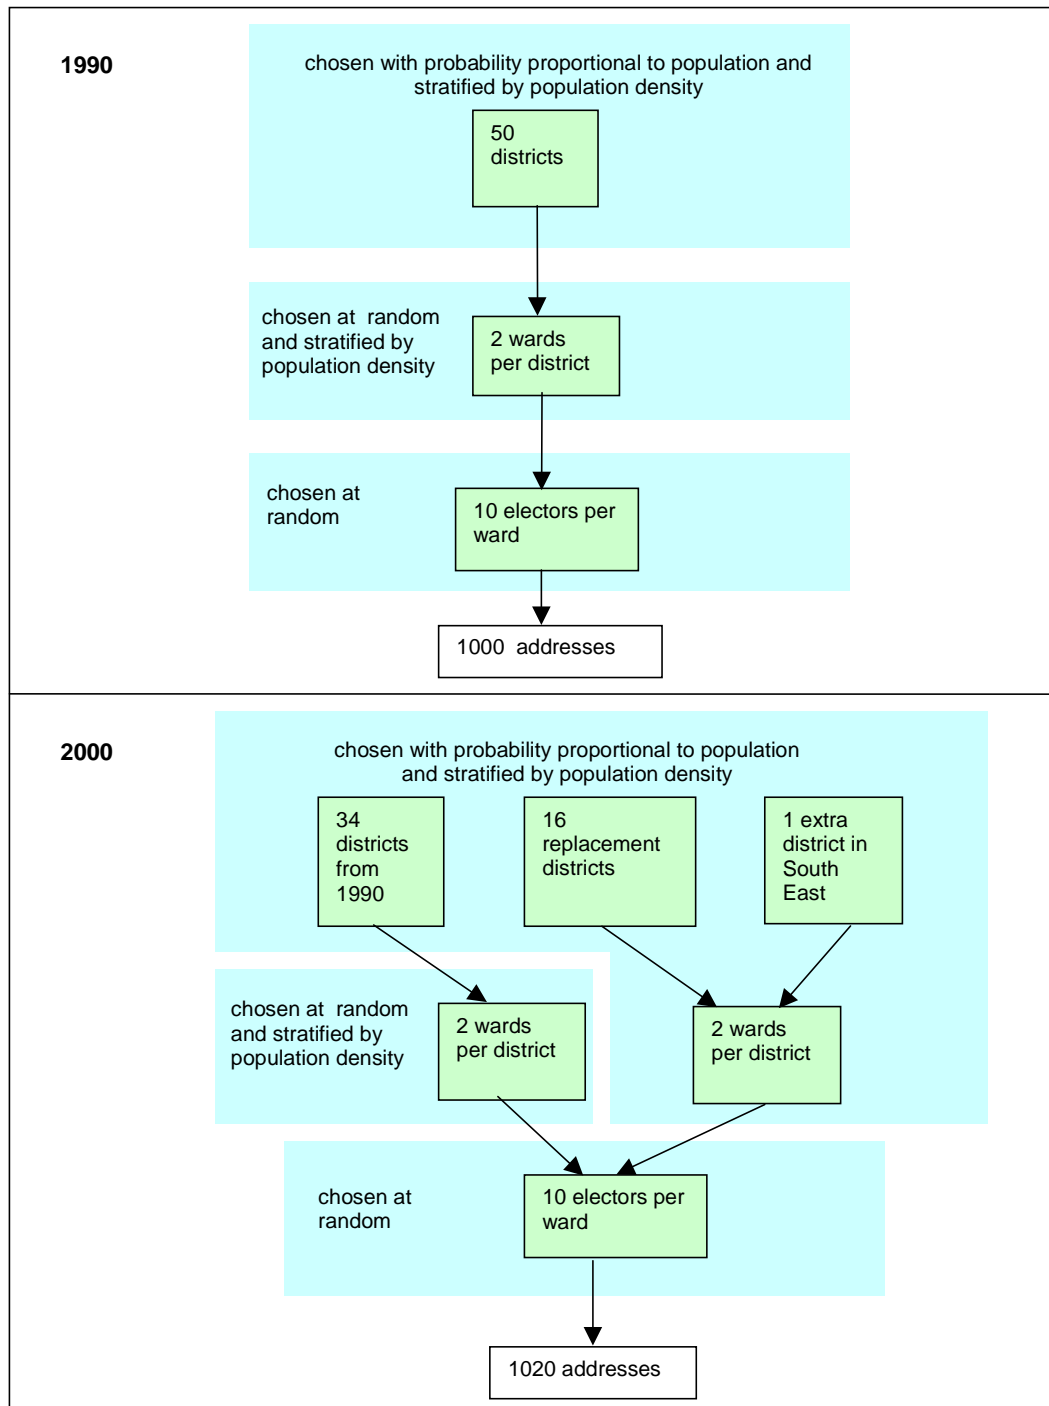 1990
chosen with probability proportional to population and
stratified by population density
50
districts
chosen at random
and stratified by
population density
2 wards
per district
chosen at
random
10 electors per
ward
1000 addresses
2000
chosen with probability proportional to population
and stratified by population density
34
districts
from
1990
16
replacement
districts
1 extra
district in
South
East
chosen at random
and stratified by
population density
2 wards
per district
2 wards
per district
chosen at
random
10 electors per
ward
1020 addresses